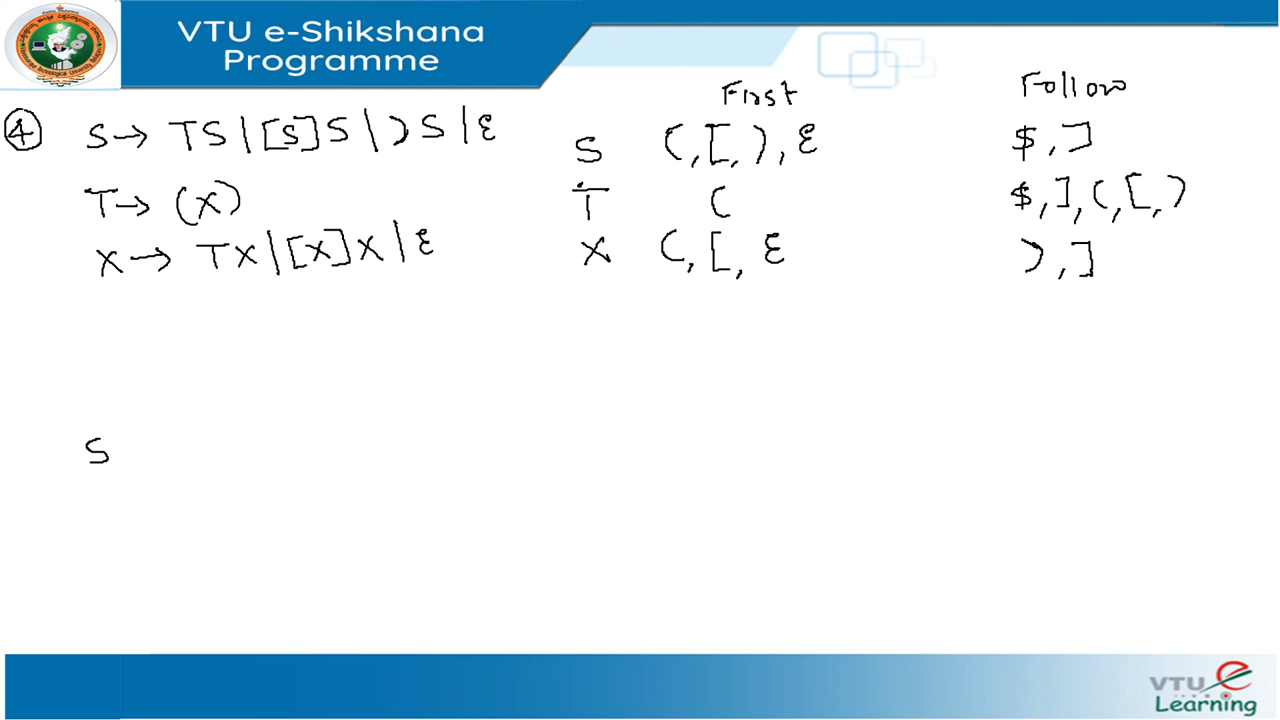 VTU e-Shikshana
Programme
First Follow
④ S → TS | [S]S | )S | ε S (, [, ), ε $, ]
T → (X) T ( $, ], (, [, )
X → TX | [X]X | ε X (, [, ε ), ]
S
VTU e
Learning